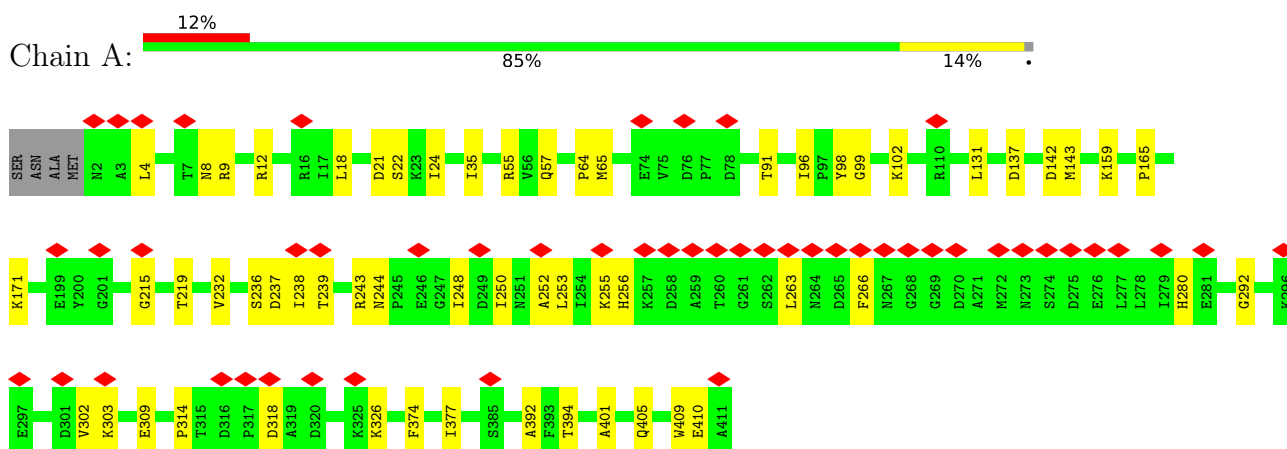 12%
Chain A:
85% 14% •
SER ASN ALA MET N2 A3 L4 T7 N8 R9 R12 R16 I17 L18 D21 S22 K23 I24 I35 R55 V56 Q57 P64 M65 E74 V75 D76 P77 D78 T91 I96 P97 Y98 G99 K102 R110 L131 D137 D142 M143 K159 P165
K171 E199 Y200 G201 G215 T219 V232 S236 D237 I238 T239 R243 N244 P245 E246 G247 I248 D249 I250 N251 A252 L253 I254 K255 H256 K257 D258 A259 T260 G261 S262 L263 N264 D265 F266 N267 G268 G269 D270 A271 M272 N273 S274 D275 E276 L277 L278 I279 H280 E281 G292 K296
E297 D301 V302 K303 E309 P314 T315 D316 P317 D318 A319 D320 K325 K326 F374 I377 S385 A392 F393 T394 A401 Q405 W409 E410 A411